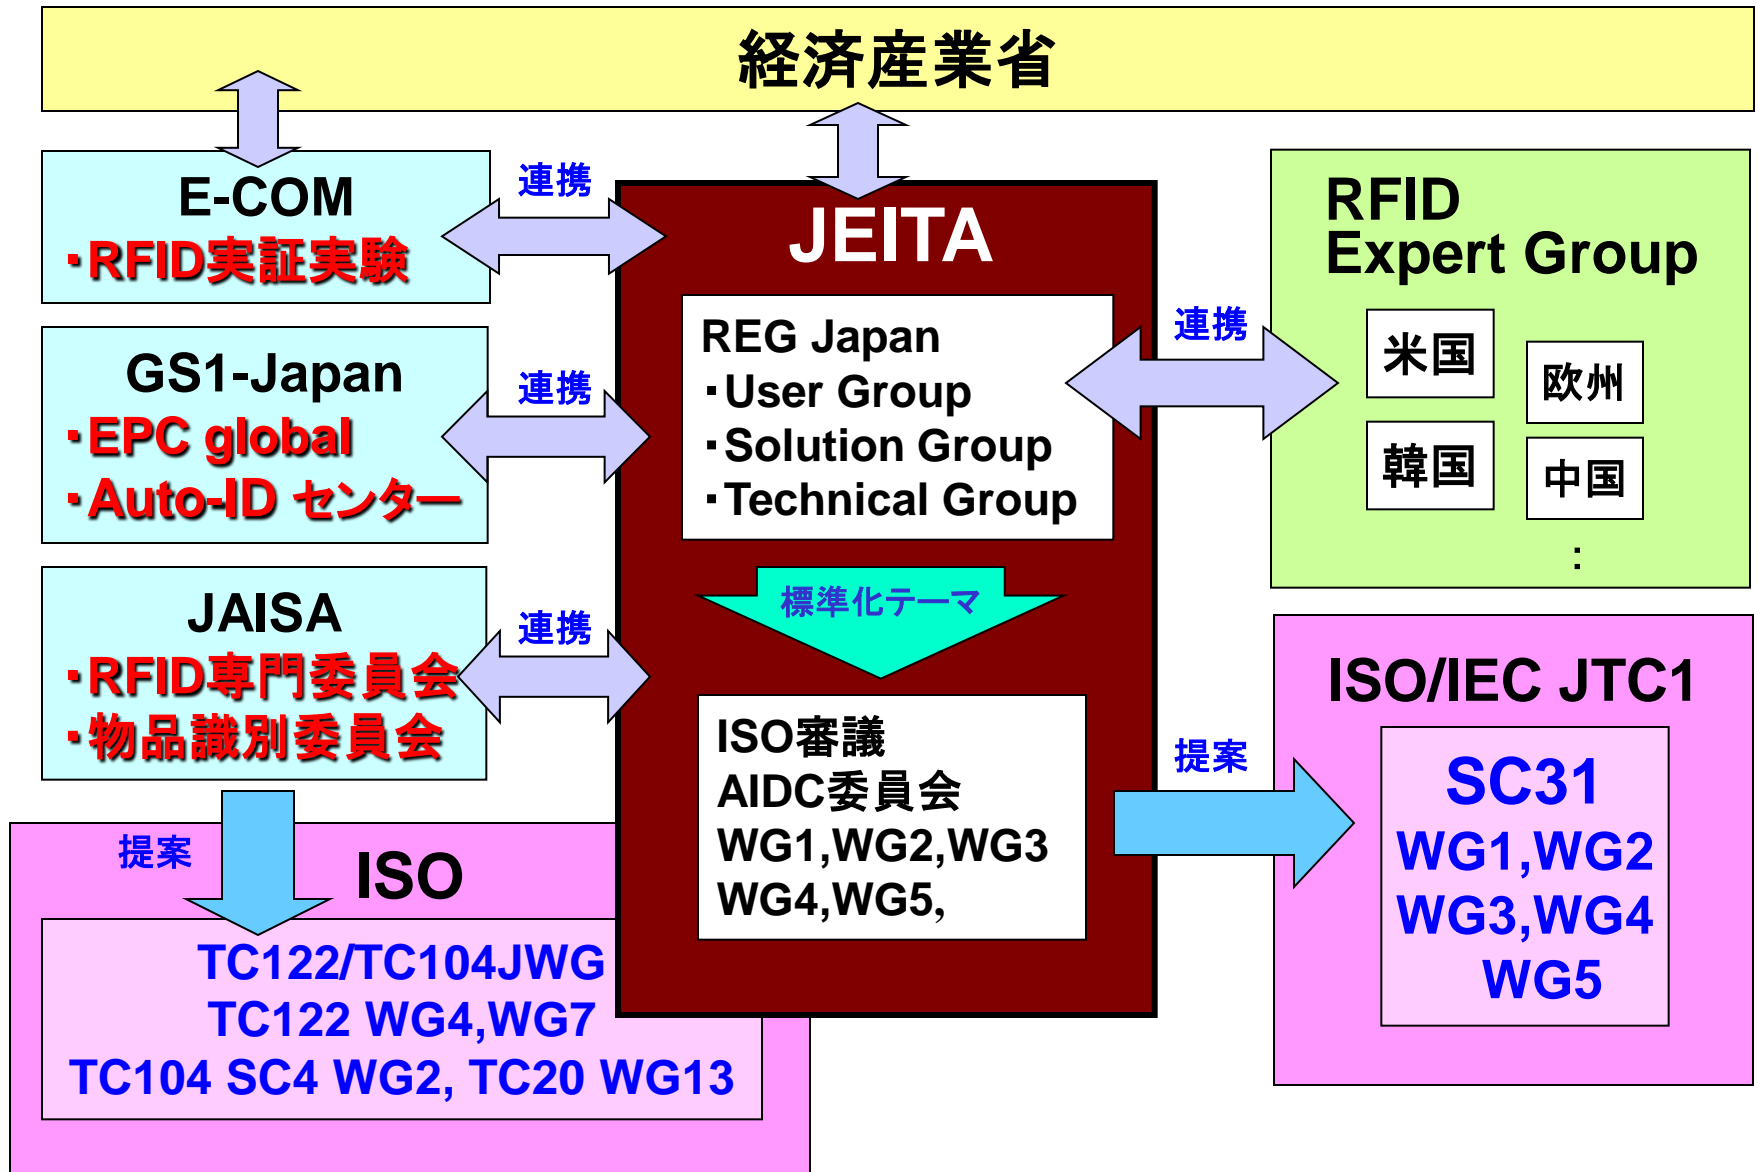 経済産業省
E-COM
・RFID実証実験
連携
GS1-Japan
・EPC global
・Auto-ID センター
連携
JAISA
・RFID専門委員会
・物品識別委員会
連携
提案
ISO
TC122/TC104JWG
TC122 WG4,WG7
TC104 SC4 WG2, TC20 WG13
JEITA
REG Japan
・User Group
・Solution Group
・Technical Group
標準化テーマ
ISO審議
AIDC委員会
WG1,WG2,WG3
WG4,WG5,
連携
RFID
Expert Group
米国
欧州
韓国
中国
:
提案
ISO/IEC JTC1
SC31
WG1,WG2
WG3,WG4
WG5